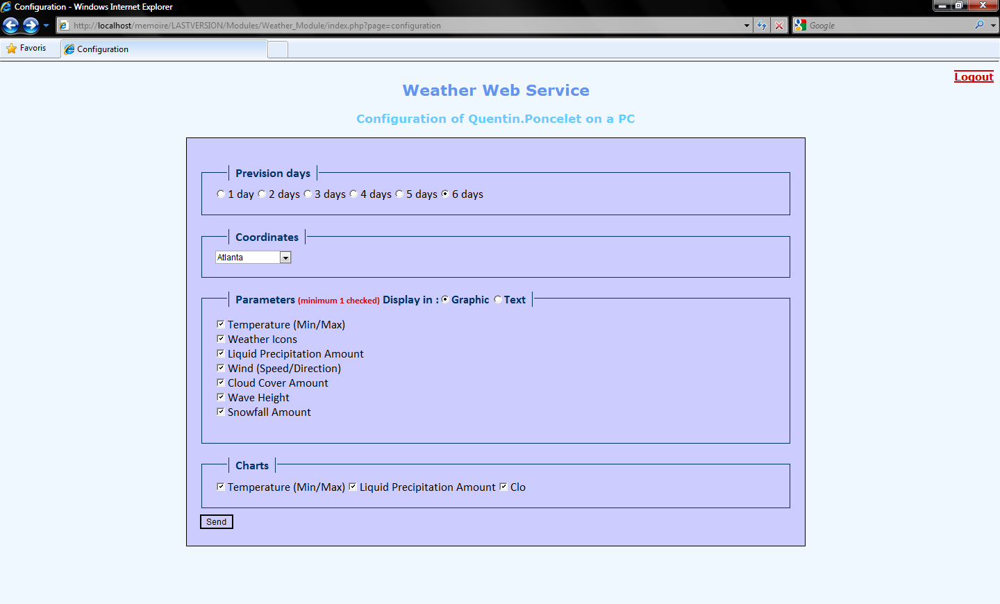 Configuration - Windows Internet Explorer
http://localhost/memoire/LASTVERSION/Modules/Weather_Module/index.php?page=configuration
Google
Favoris
Configuration
Logout
Weather Web Service
Configuration of Quentin.Poncelet on a PC
Prevision days
1 day 2 days 3 days 4 days 5 days 6 days
Coordinates
Atlanta
Parameters (minimum 1 checked) Display in : Graphic Text
Temperature (Min/Max)
Weather Icons
Liquid Precipitation Amount
Wind (Speed/Direction)
Cloud Cover Amount
Wave Height
Snowfall Amount
Charts
Temperature (Min/Max) Liquid Precipitation Amount Clo
Send